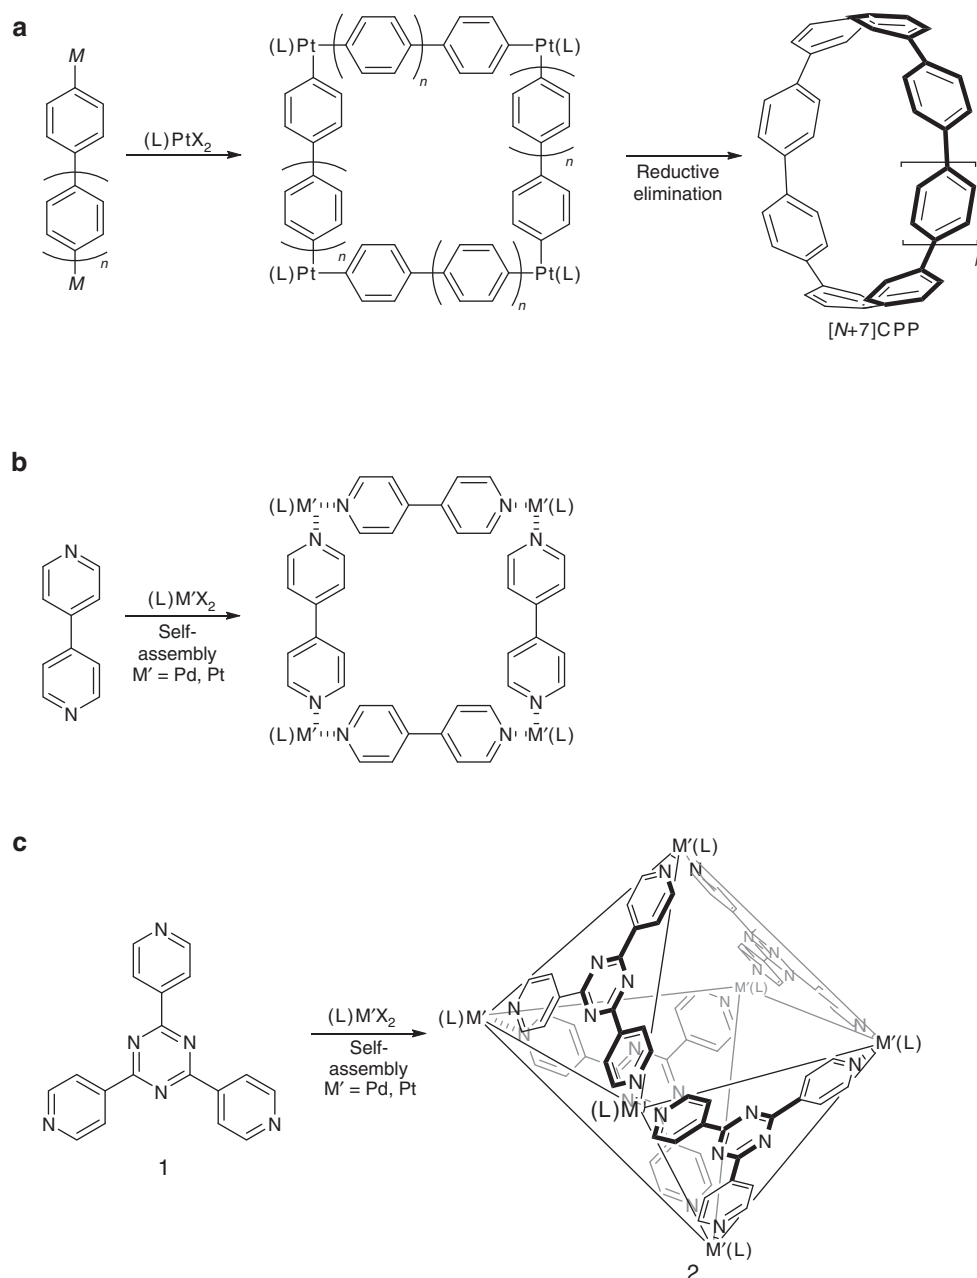 a
M
M
n
(L)PtX2
(L)Pt
Pt(L)
n
n
n
n
(L)Pt
Pt(L)
Reductive
elimination
[N+7]CPP
b
N
N
(L)M′X2
Self-
assembly
M′ = Pd, Pt
(L)M′ N N M′(L)
N N
N N
(L)M′ N N M′(L)
c
N
N N
N
N N
1
(L)M′X2
Self-
assembly
M′ = Pd, Pt
M′(L)
N N
N
N N
N
N
N
N
N
N
M′(L)
(L)M′
N
N
M′(L)
N
(L)M′
N
N
N
N
N
N
M′(L)
2